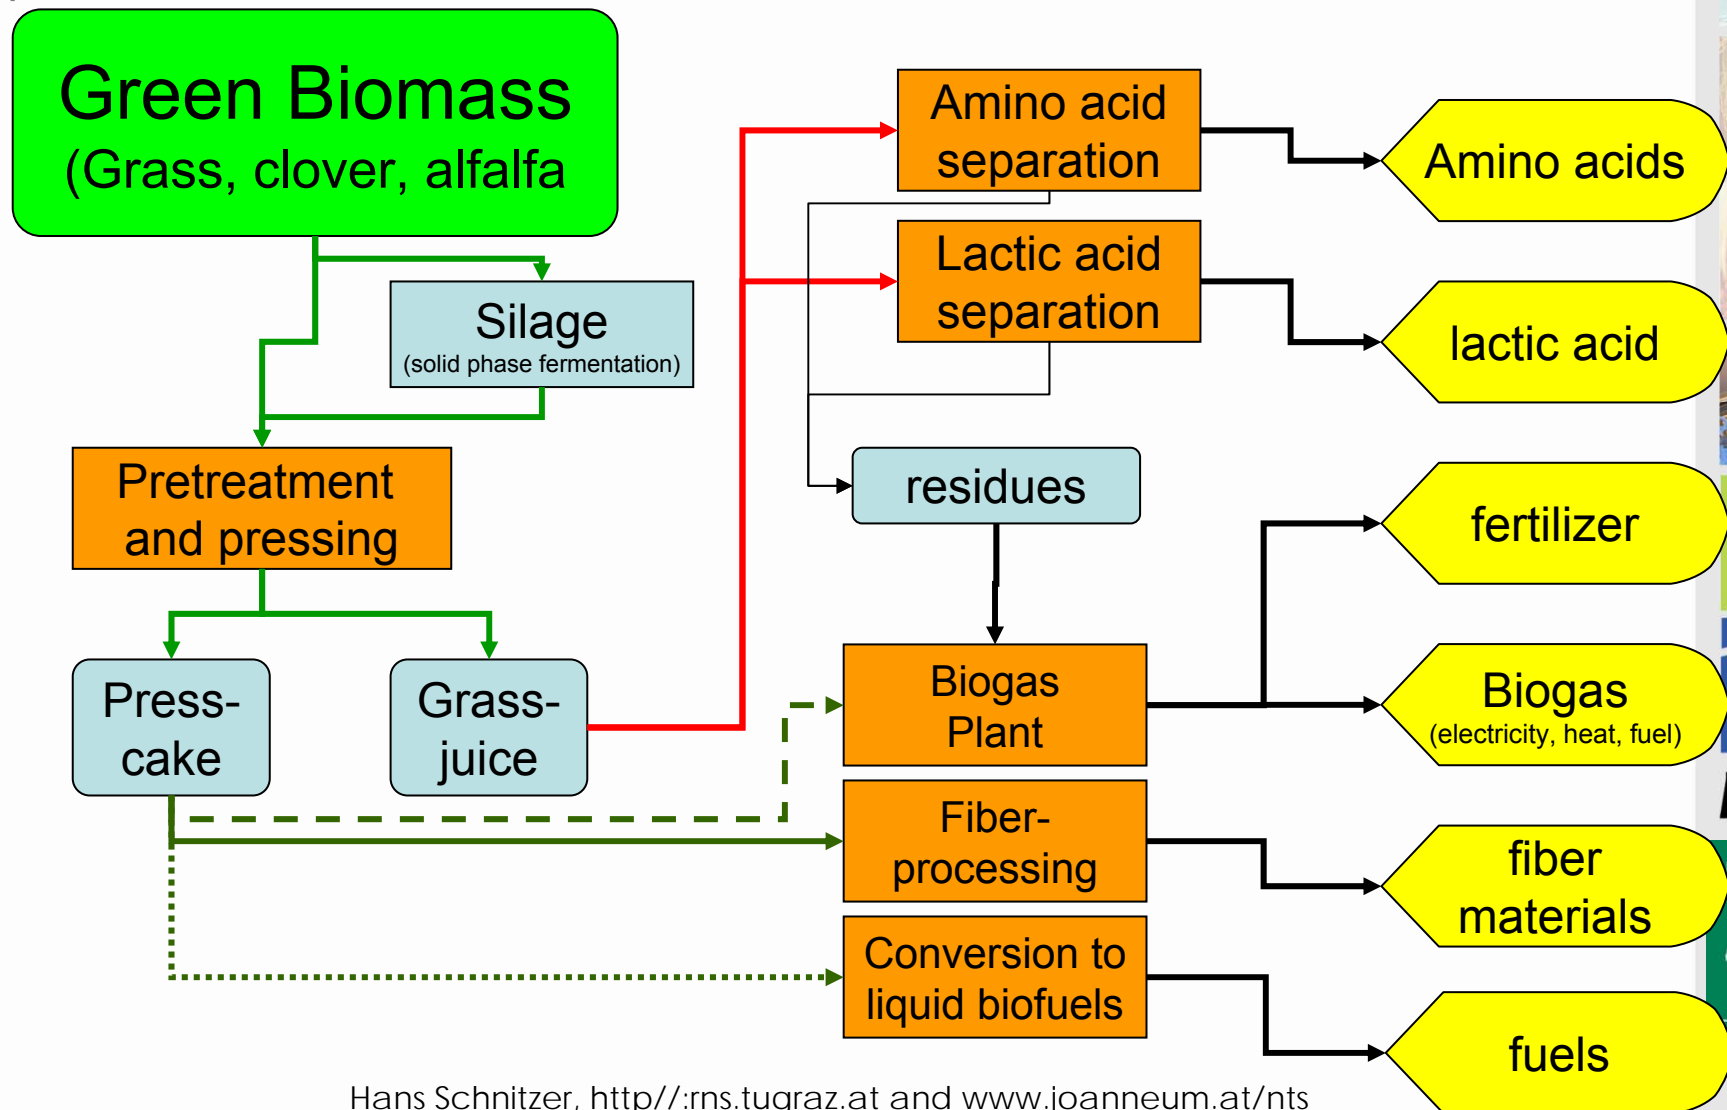 Green Biomass
(Grass, clover, alfalfa
Silage
(solid phase fermentation)
Pretreatment
and pressing
Press-
cake
Grass-
juice
Amino acid
separation
Lactic acid
separation
residues
Biogas
Plant
Fiber-
processing
Conversion to
liquid biofuels
Amino acids
lactic acid
fertilizer
Biogas
(electricity, heat, fuel)
fiber
materials
fuels
Hans Schnitzer, http//:rns.tugraz.at and www.joanneum.at/nts